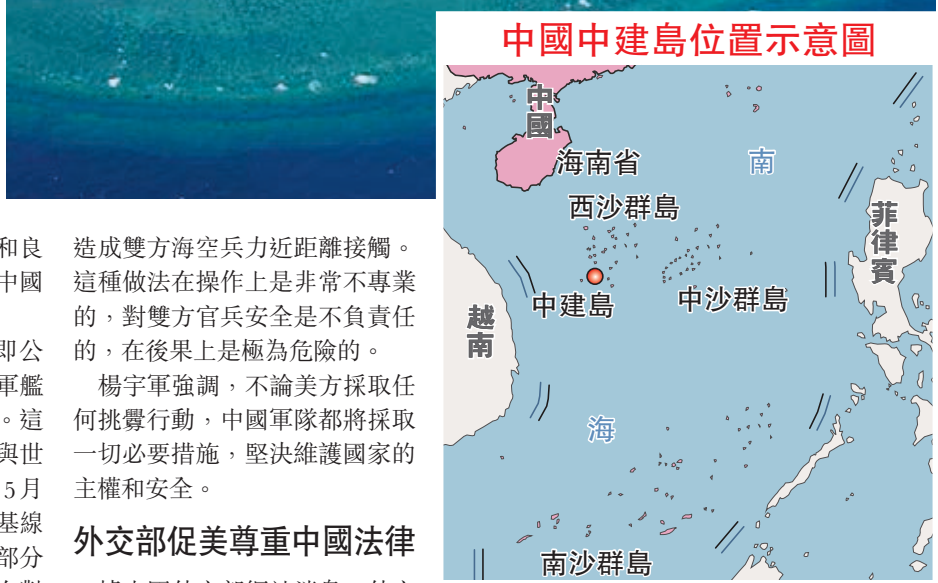 中國中建島位置示意圖
中國
海南省
南
西沙群島
菲律賓
中建島
中沙群島
越南
海
南沙群島
和良
中國
即公
軍艦
。這
與世
5月
基線
部分
造成雙方海空兵力近距離接觸。
這種做法在操作上是非常不專業
的，對雙方官兵安全是不負責任
的，在後果上是極為危險的。
楊宇軍強調，不論美方採取任
何挑釁行動，中國軍隊都將採取
一切必要措施，堅決維護國家的
主權和安全。
外交部促美尊重中國法律